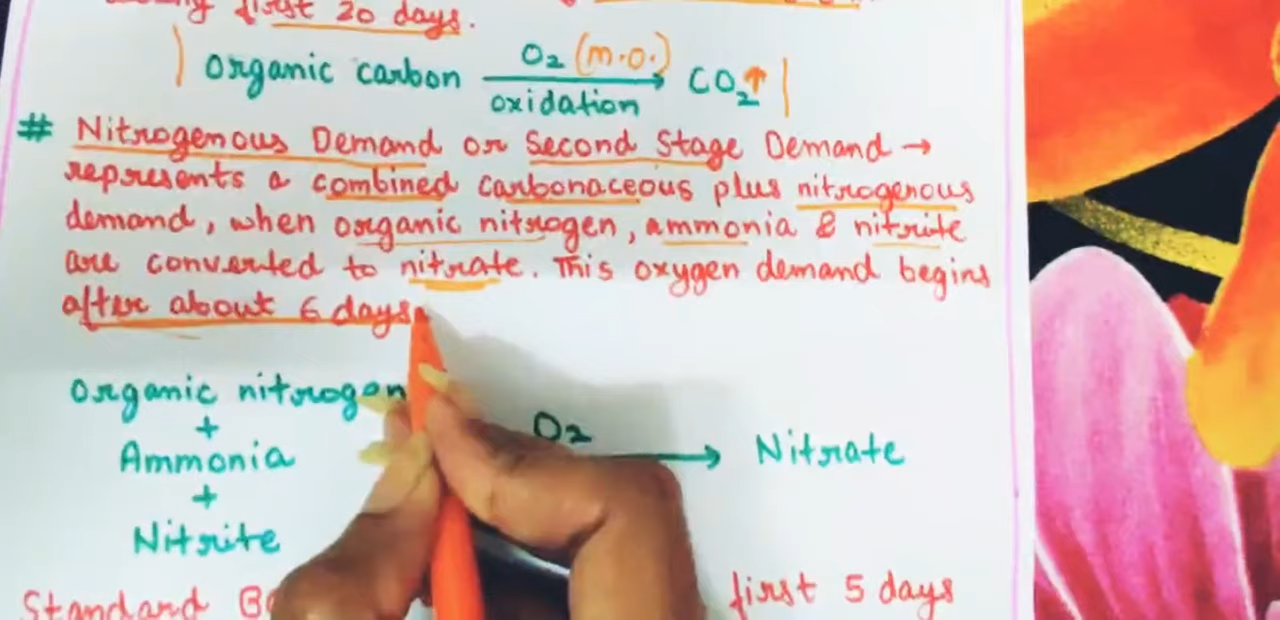 first 20 days.
Organic carbon O₂ (m.o.) oxidation CO₂↑
# Nitrogenous Demand or Second Stage Demand →
represents a combined carbonaceous plus nitrogenous
demand, when organic nitrogen, ammonia & nitrite
are converted to nitrate. This oxygen demand begins
after about 6 days.
Organic nitrogen
+
Ammonia
O₂ → Nitrate
+
Nitrite
Standard first 5 days